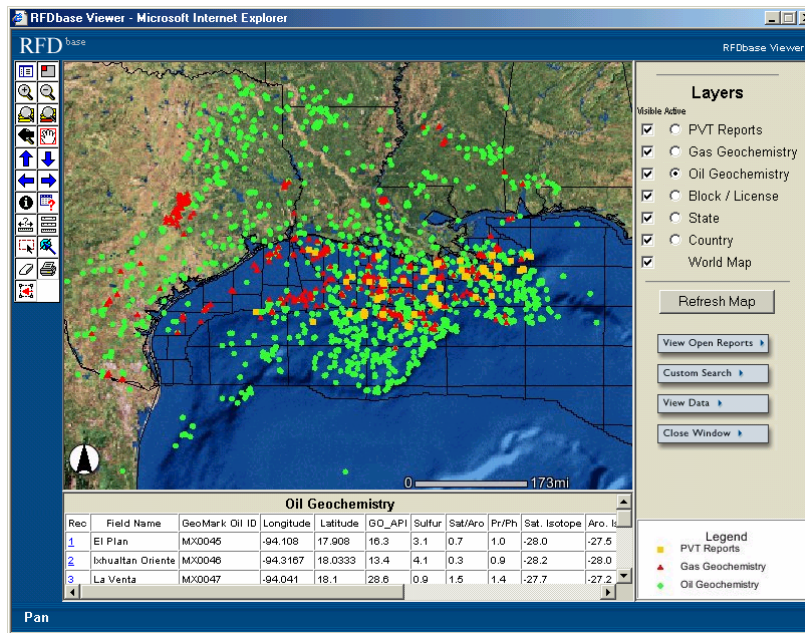 RFDbase Viewer - Microsoft Internet Explorer
RFD base
RFDbase Viewer
Layers
Visible Active
PVT Reports
Gas Geochemistry
Oil Geochemistry
Block / License
State
Country
World Map
Refresh Map
View Open Reports
Custom Search
View Data
Close Window
0 173mi
Oil Geochemistry
Rec Field Name GeoMark Oil ID Longitude Latitude GO_API Sulfur Sat/Aro Pr/Ph Sat. Isotope Aro. Is
1 El Plan MX0045 -94.108 17.908 16.3 3.1 0.7 1.0 -28.0 -27.5
2 Ixhualtan Oriente MX0046 -94.3167 18.0333 13.4 4.1 0.3 0.9 -28.2 -28.0
3 La Venta MX0047 -94.041 18.1 28.6 0.9 1.5 1.4 -27.7 -27.2
Legend
PVT Reports
Gas Geochemistry
Oil Geochemistry
Pan